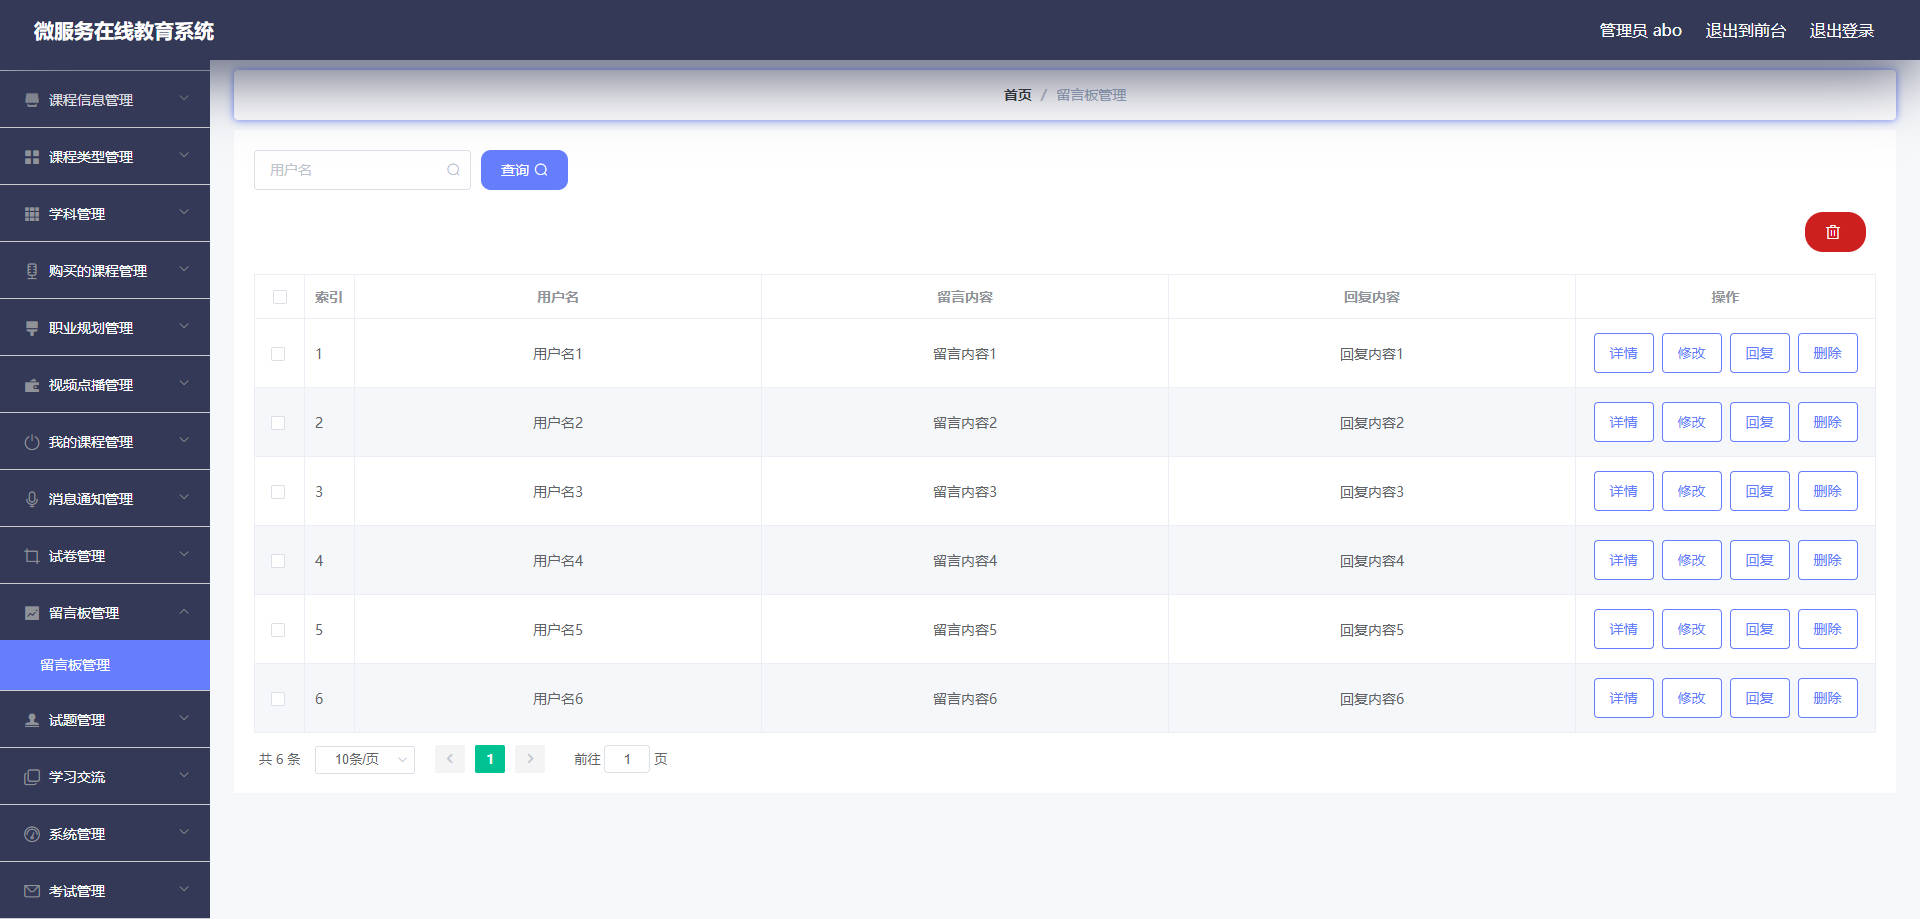 微服务在线教育系统
管理员 abo 退出到前台 退出登录
课程信息管理
课程类型管理
学科管理
购买的课程管理
职业规划管理
视频点播管理
我的课程管理
消息通知管理
试卷管理
留言板管理
留言板管理
试题管理
学习交流
系统管理
考试管理
首页 / 留言板管理
用户名 查询
索引 用户名 留言内容 回复内容 操作
1 用户名1 留言内容1 回复内容1 详情 修改 回复 删除
2 用户名2 留言内容2 回复内容2 详情 修改 回复 删除
3 用户名3 留言内容3 回复内容3 详情 修改 回复 删除
4 用户名4 留言内容4 回复内容4 详情 修改 回复 删除
5 用户名5 留言内容5 回复内容5 详情 修改 回复 删除
6 用户名6 留言内容6 回复内容6 详情 修改 回复 删除
共 6 条 10条/页 1 前往 1 页